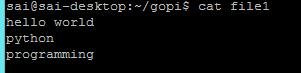 sai@sai-desktop:~/gopi$ cat file1
hello world
python
programming